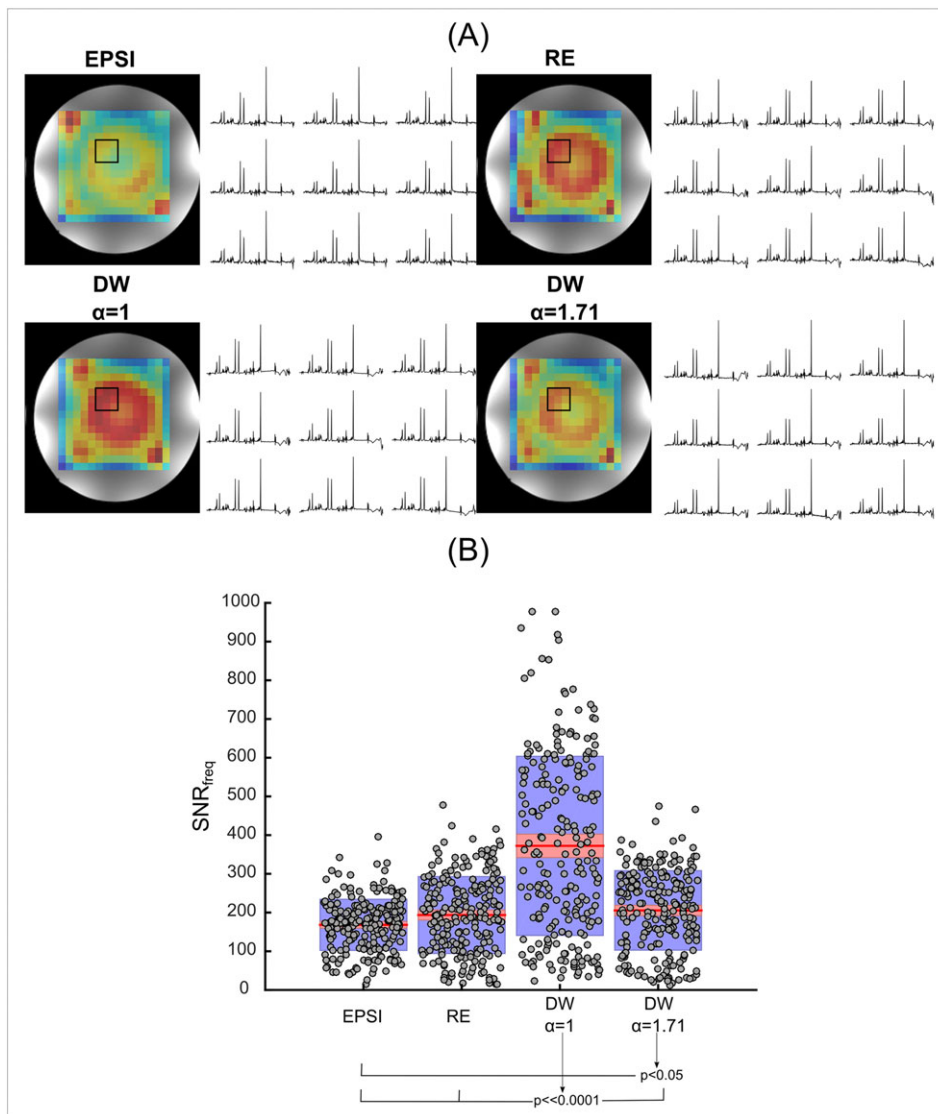 (A)
EPSI
RE
DW
α=1
DW
α=1.71
(B)
1000
900
800
700
600
500
400
300
200
100
0
SNRfreq
EPSI
RE
DW
α=1
DW
α=1.71
p<0.05
p<<0.0001